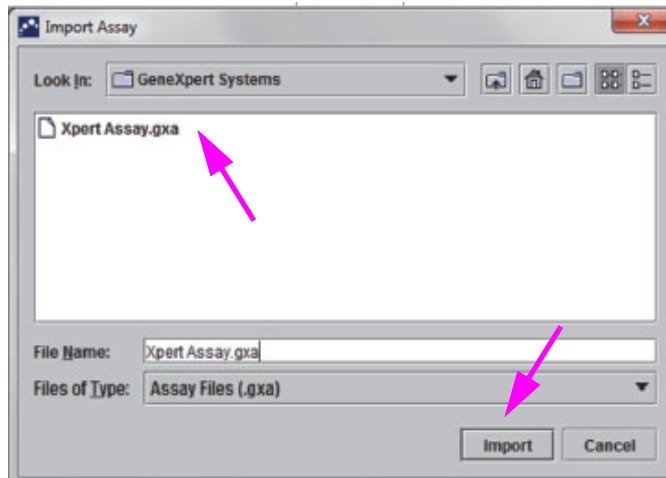 Import Assay
Look In: GeneXpert Systems
Xpert Assay.gxa
File Name: Xpert Assay.gxa
Files of Type: Assay Files (.gxa)
Import Cancel